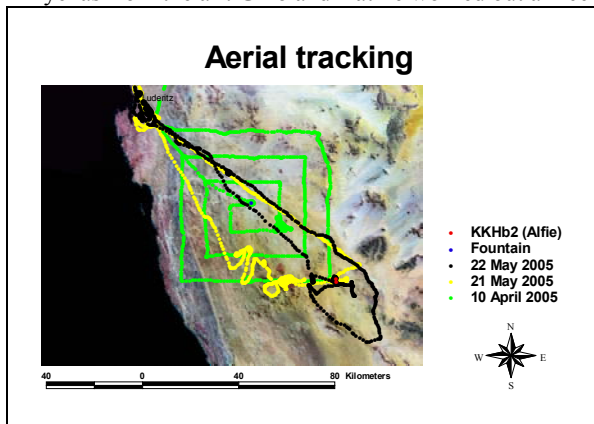 Aerial tracking
uderitz
KKHb2 (Alfie)
Fountain
22 May 2005
21 May 2005
10 April 2005
N
W E
S
40 0 40 80 Kilometers